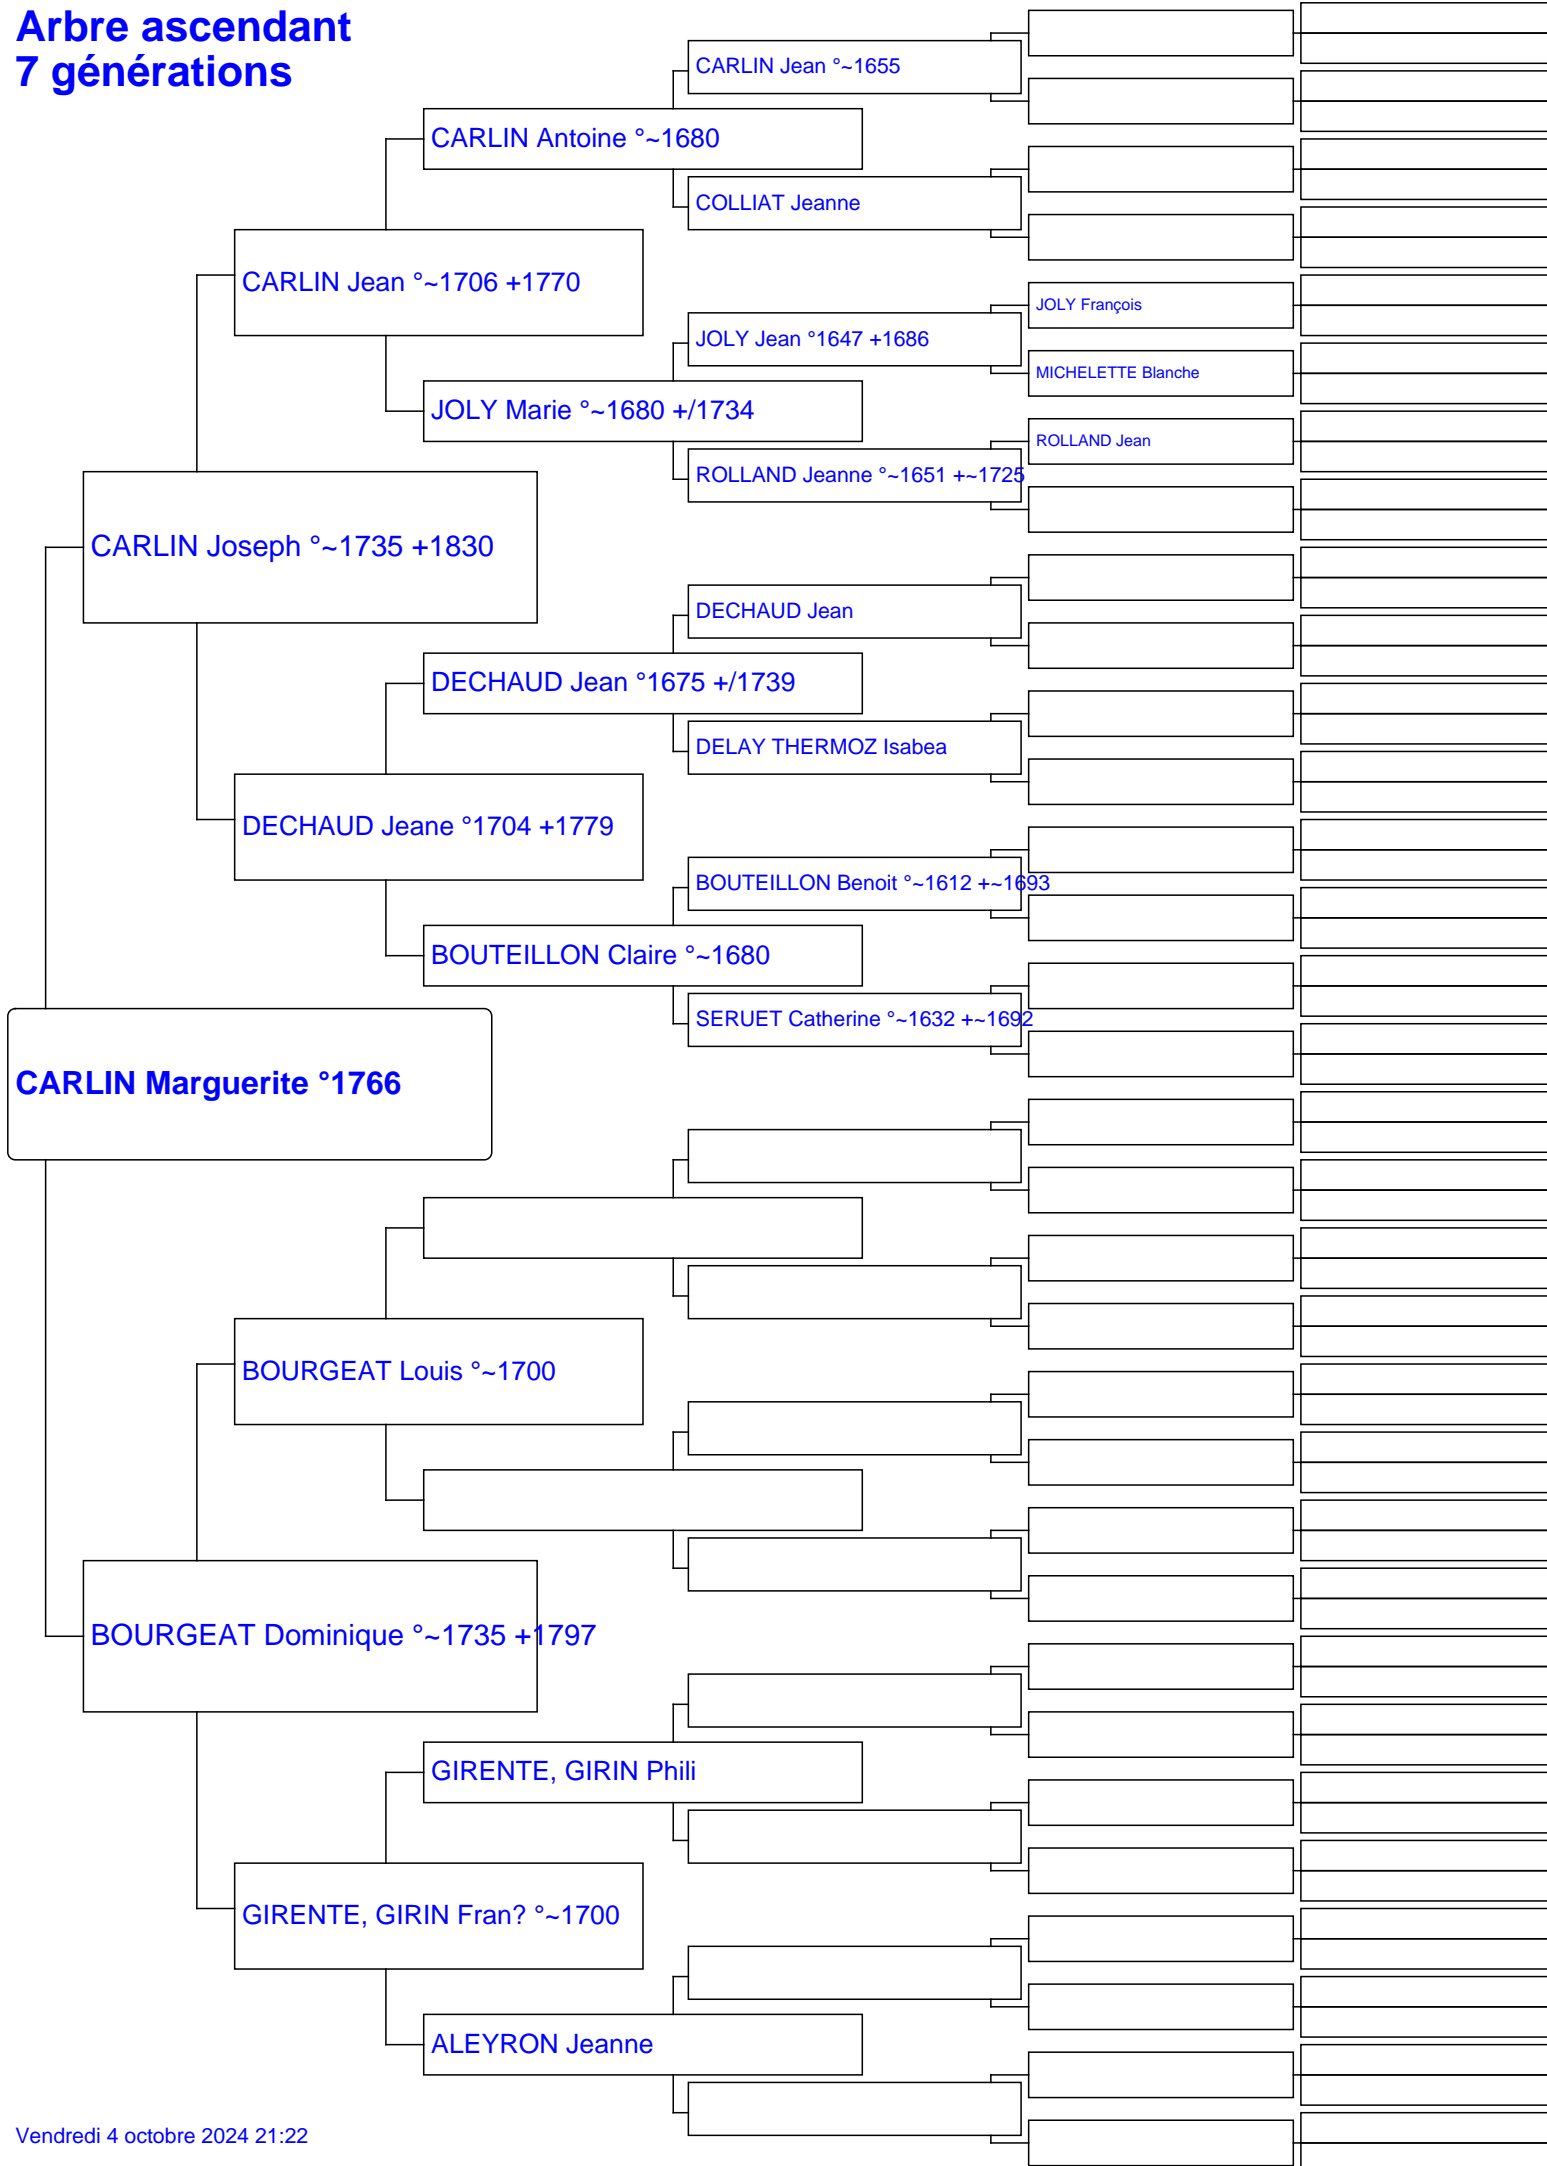 Arbre ascendant
7 générations
CARLIN Jean °~1655
CARLIN Antoine °~1680
COLLIAT Jeanne
CARLIN Jean °~1706 +1770
JOLY François
JOLY Jean °1647 +1686
MICHELETTE Blanche
JOLY Marie °~1680 +/1734
ROLLAND Jean
ROLLAND Jeanne °~1651 +~1725
CARLIN Joseph °~1735 +1830
DECHAUD Jean
DECHAUD Jean °1675 +/1739
DELAY THERMOZ Isabea
DECHAUD Jeane °1704 +1779
BOUTEILLON Benoit °~1612 +~1693
BOUTEILLON Claire °~1680
SERUET Catherine °~1632 +~1692
CARLIN Marguerite °1766
BOURGEAT Louis °~1700
BOURGEAT Dominique °~1735 +1797
GIRENTE, GIRIN Phili
GIRENTE, GIRIN Fran? °~1700
ALEYRON Jeanne
Vendredi 4 octobre 2024 21:22